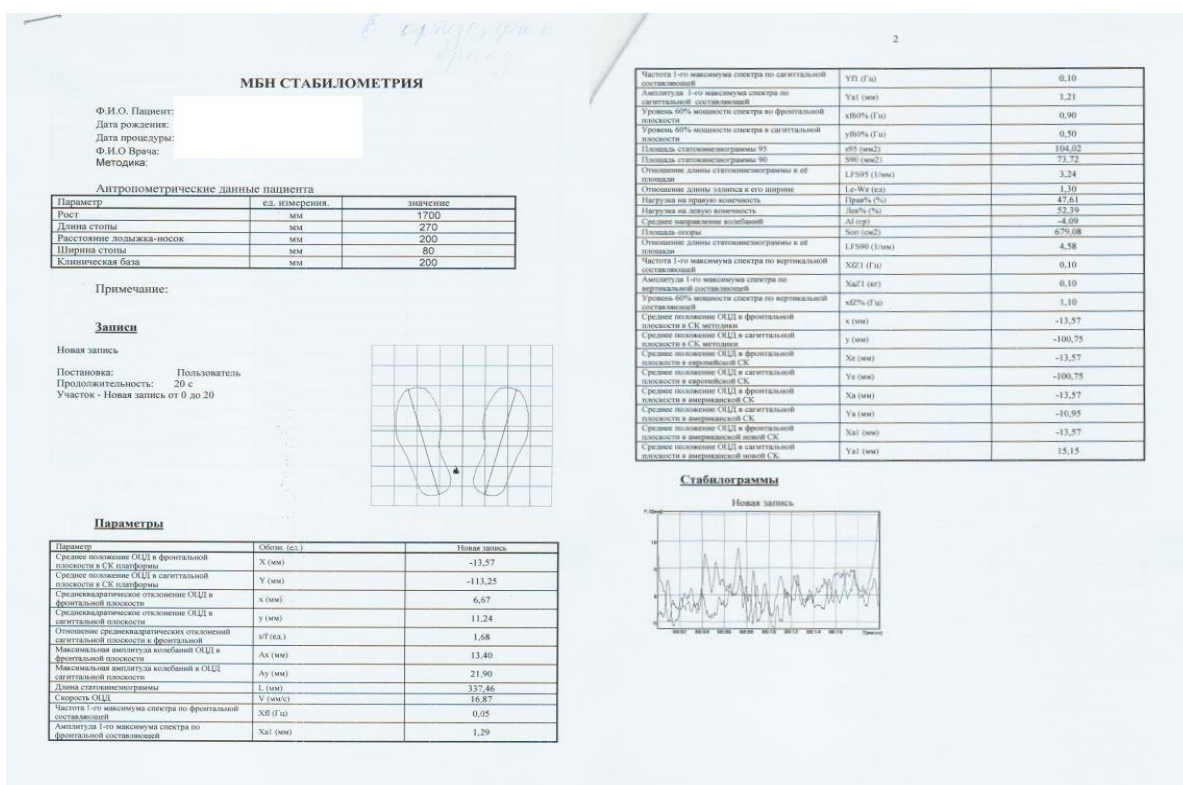 МБН СТАБИЛОМЕТРИЯ
Ф.И.О. Пациент:
Дата рождения:
Дата процедуры:
Ф.И.О Врача:
Методика:
Антропометрические данные пациента
Параметр ед. измерения. значение
Рост мм 1700
Длина стопы мм 270
Расстояние лодыжка-носок мм 200
Ширина стопы мм 80
Клиническая база мм 200
Примечание:
Записи
Новая запись
Постановка: Пользователь
Продолжительность: 20 с
Участок - Новая запись от 0 до 20
Параметры
Параметр Обозн. (ед.) Новая запись
Среднее положение ОЦД в фронтальной
плоскости в СК платформы X (мм) -13,57
Среднее положение ОЦД в сагиттальной
плоскости в СК платформы Y (мм) -113,25
Среднеквадратическое отклонение ОЦД в
фронтальной плоскости x (мм) 6,67
Среднеквадратическое отклонение ОЦД в
сагиттальной плоскости y (мм) 11,24
Отношение среднеквадратических отклонений
сагиттальной плоскости к фронтальной s/f (ед.) 1,68
Максимальная амплитуда колебаний ОЦД в
фронтальной плоскости Ax (мм) 13,40
Максимальная амплитуда колебаний в ОЦД
сагиттальной плоскости Ay (мм) 21,90
Длина статокинезиограммы L (мм) 337,46
Скорость ОЦД V (мм/с) 16,87
Частота 1-го максимума спектра по фронтальной
составляющей Xf1 (Гц) 0,05
Амплитуда 1-го максимума спектра по
фронтальной составляющей Xa1 (мм) 1,29
2
Частота 1-го максимума спектра по сагиттальной
составляющей Yf1 (Гц) 0,10
Амплитуда 1-го максимума спектра по
сагиттальной составляющей Ya1 (мм) 1,21
Уровень 60% мощности спектра во фронтальной
плоскости xf60% (Гц) 0,90
Уровень 60% мощности спектра в сагиттальной
плоскости yf60% (Гц) 0,50
Площадь статокинезиограммы 95 s95 (мм2) 104,02
Площадь статокинезиограммы 90 S90 (мм2) 73,72
Отношение длины статокинезиограммы к её
площади LFS95 (1/мм) 3,24
Отношение длины эллипса к его ширине Le-We (ед) 1,30
Нагрузка на правую конечность Прав% (%) 47,61
Нагрузка на левую конечность Лев% (%) 52,39
Среднее направление колебаний Al (гр) -4,09
Площадь опоры Sоп (см2) 679,08
Отношение длины статокинезиограммы к её
площади LFS90 (1/мм) 4,58
Частота 1-го максимума спектра по вертикальной
составляющей XfZ1 (Гц) 0,10
Амплитуда 1-го максимума спектра по
вертикальной составляющей XaZ1 (кг) 0,10
Уровень 60% мощности спектра по вертикальной
составляющей xfZ% (Гц) 1,10
Среднее положение ОЦД в фронтальной
плоскости в СК методики x (мм) -13,57
Среднее положение ОЦД в сагиттальной
плоскости в СК методики y (мм) -100,75
Среднее положение ОЦД в фронтальной
плоскости в европейской СК Xe (мм) -13,57
Среднее положение ОЦД в сагиттальной
плоскости в европейской СК Ye (мм) -100,75
Среднее положение ОЦД в фронтальной
плоскости в американской СК Xa (мм) -13,57
Среднее положение ОЦД в сагиттальной
плоскости в американской СК Ya (мм) -10,95
Среднее положение ОЦД в фронтальной
плоскости в американской новой СК Xa1 (мм) -13,57
Среднее положение ОЦД в сагиттальной
плоскости в американской новой СК Ya1 (мм) 15,15
Стабилограммы
Новая запись